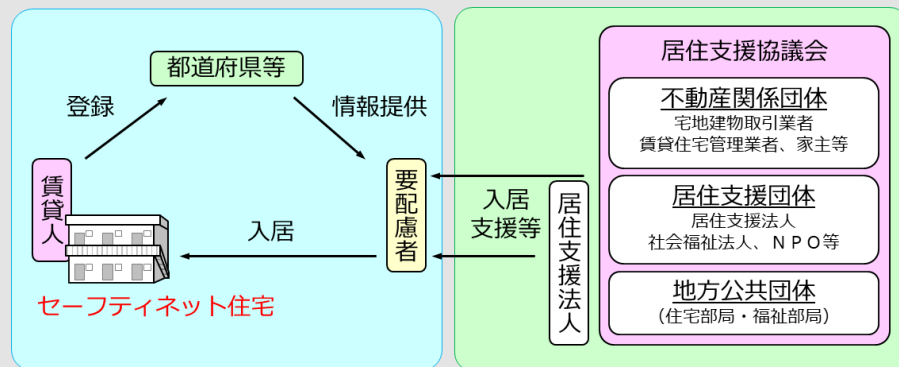 都道府県等
登録
情報提供
賃貸人
要配慮者
入居
セーフティネット住宅
入居
支援等
居住支援法人
居住支援協議会
不動産関係団体
宅地建物取引業者
賃貸住宅管理業者、家主等
居住支援団体
居住支援法人
社会福祉法人、ＮＰＯ等
地方公共団体
（住宅部局・福祉部局）